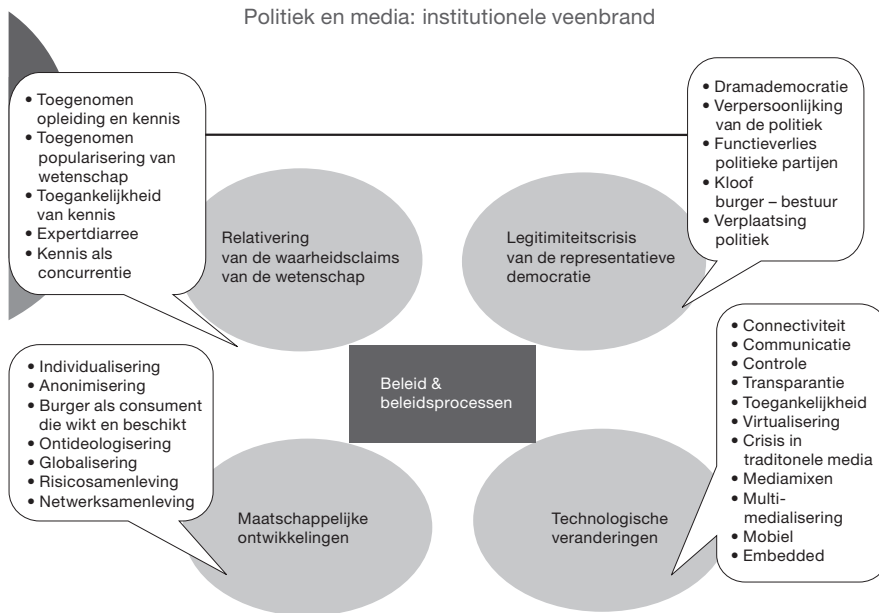 Politiek en media: institutionele veenbrand
• Toegenomen
opleiding en kennis
• Toegenomen
popularisering van
wetenschap
• Toegankelijkheid
van kennis
• Expertdiarree
• Kennis als
concurrentie
• Dramademocratie
• Verpersoonlijking
van de politiek
• Functieverlies
politieke partijen
• Kloof
burger – bestuur
• Verplaatsing
politiek
Relativering
van de waarheidsclaims
van de wetenschap
Legitimiteitscrisis
van de representatieve
democratie
Beleid &
beleidsprocessen
• Individualisering
• Anonimisering
• Burger als consument
die wikt en beschikt
• Ontideologisering
• Globalisering
• Risicosamenleving
• Netwerksamenleving
• Connectiviteit
• Communicatie
• Controle
• Transparantie
• Toegankelijkheid
• Virtualisering
• Crisis in
traditonele media
• Mediamixen
• Multi-
medialisering
• Mobiel
• Embedded
Maatschappelijke
ontwikkelingen
Technologische
veranderingen